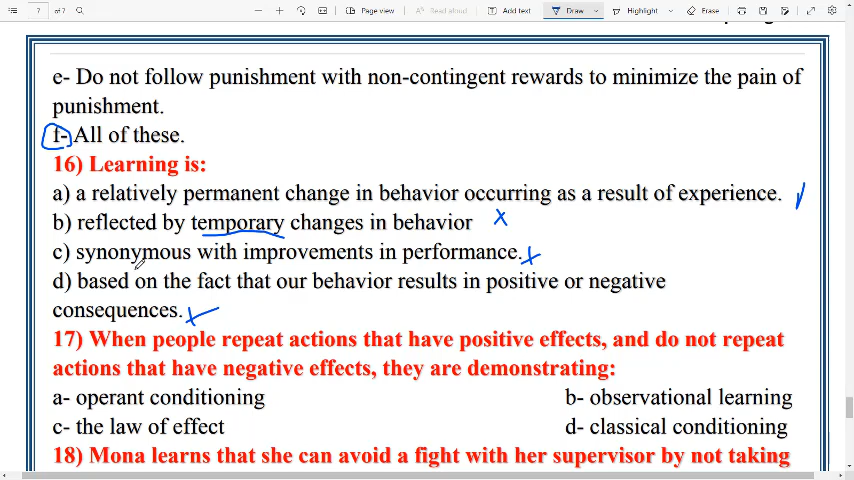 7 of 7 Page view Read aloud Add text Draw Highlight Erase
e- Do not follow punishment with non-contingent rewards to minimize the pain of
punishment.
f- All of these.
16) Learning is:
a) a relatively permanent change in behavior occurring as a result of experience.
b) reflected by temporary changes in behavior
c) synonymous with improvements in performance.
d) based on the fact that our behavior results in positive or negative
consequences.
17) When people repeat actions that have positive effects, and do not repeat
actions that have negative effects, they are demonstrating:
a- operant conditioning b- observational learning
c- the law of effect d- classical conditioning
18) Mona learns that she can avoid a fight with her supervisor by not taking